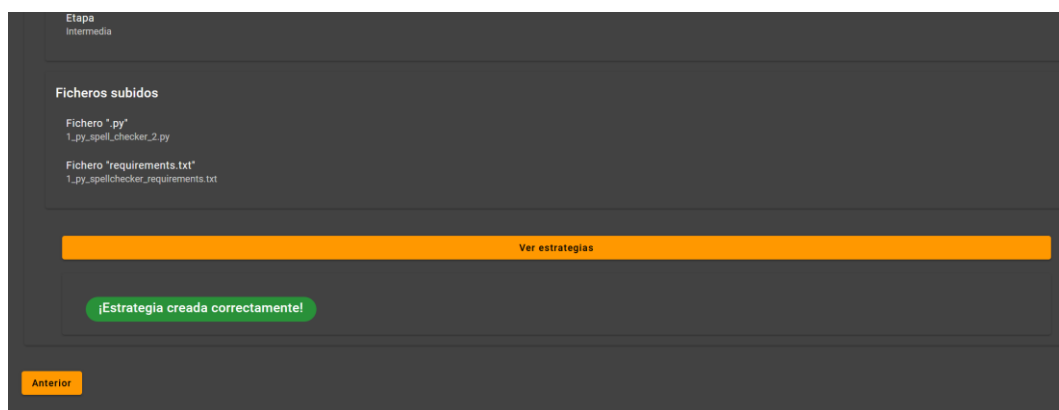 Etapa
Intermedia
Ficheros subidos
Fichero ".py"
1_py_spell_checker_2.py
Fichero "requirements.txt"
1_py_spellchecker_requirements.txt
Ver estrategias
¡Estrategia creada correctamente!
Anterior